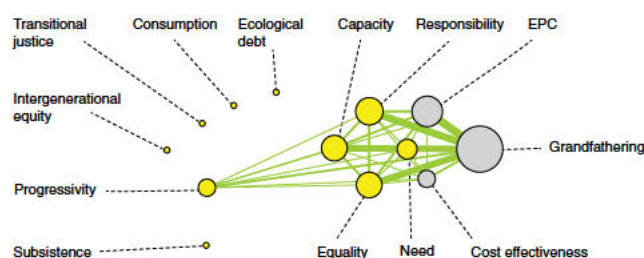 Transitional
justice
Consumption
Ecological
debt
Capacity
Responsibility
EPC
Intergenerational
equity
Grandfathering
Progressivity
Subsistence
Equality
Need
Cost effectiveness